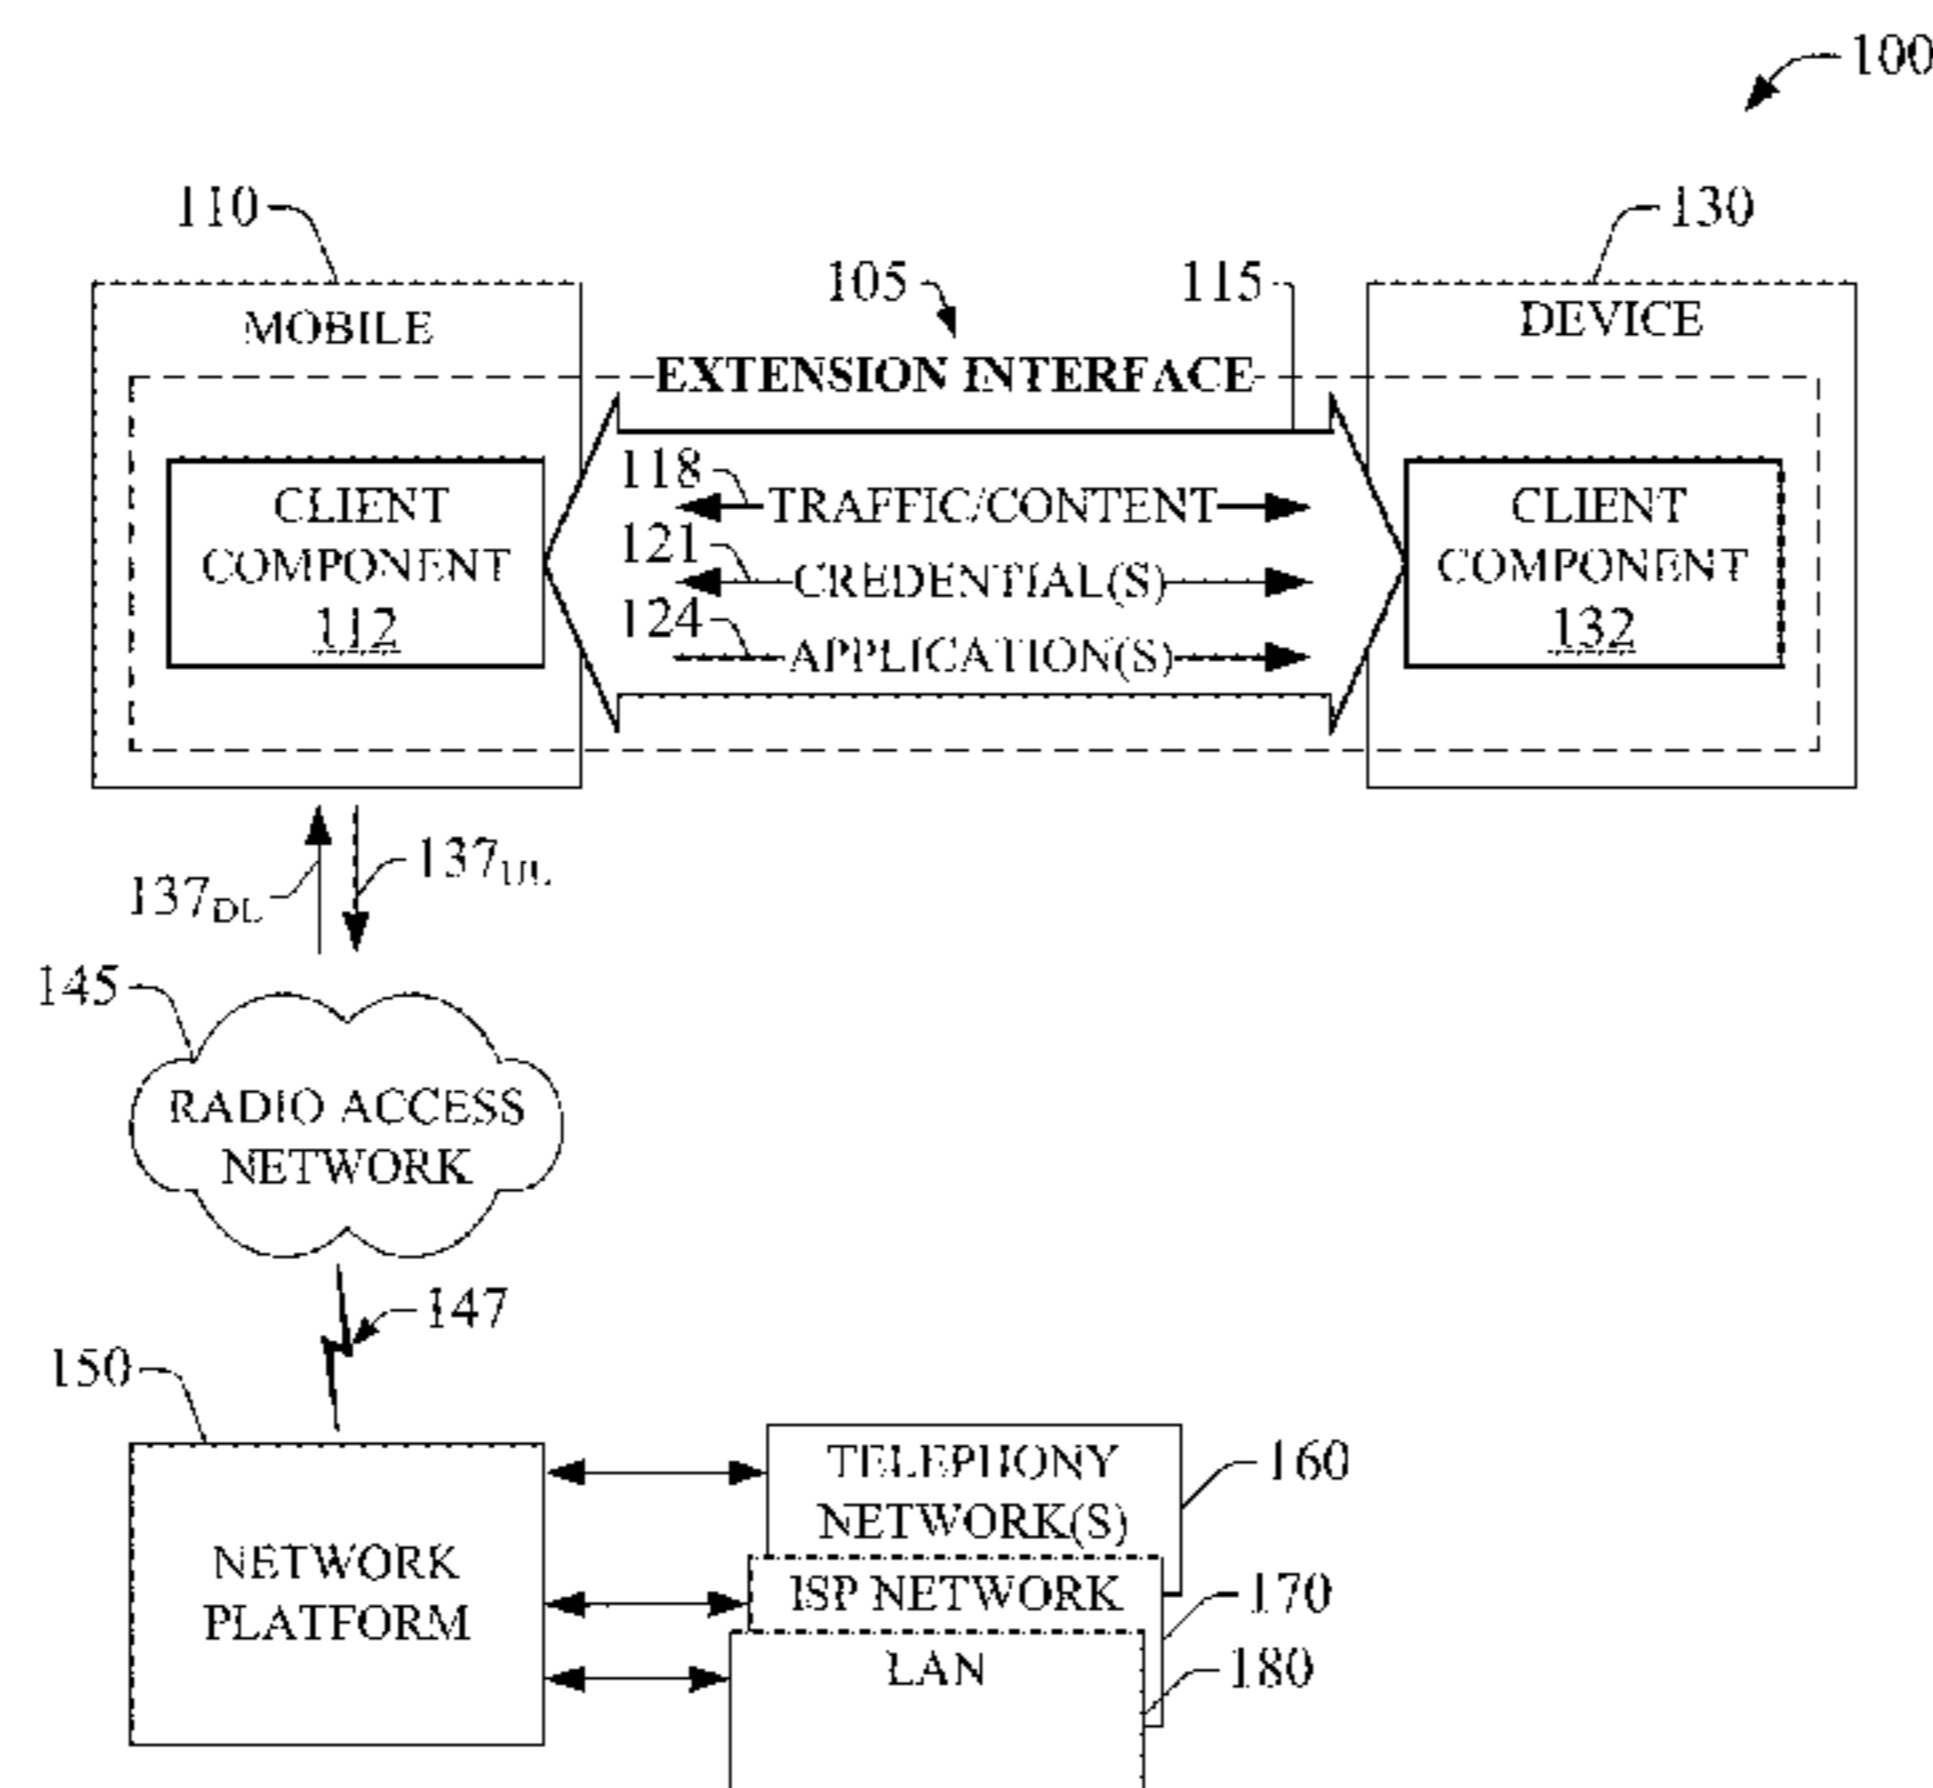 100
110
130
105
115
MOBILE
DEVICE
EXTENSION INTERFACE
118
TRAFFIC/CONTENT
CLIENT
COMPONENT
112
121
CREDENTIAL(S)
124
APPLICATION(S)
CLIENT
COMPONENT
132
137DL
137UL
145
RADIO ACCESS
NETWORK
147
150
NETWORK
PLATFORM
TELEPHONY
NETWORK(S)
160
ISP NETWORK
170
LAN
180